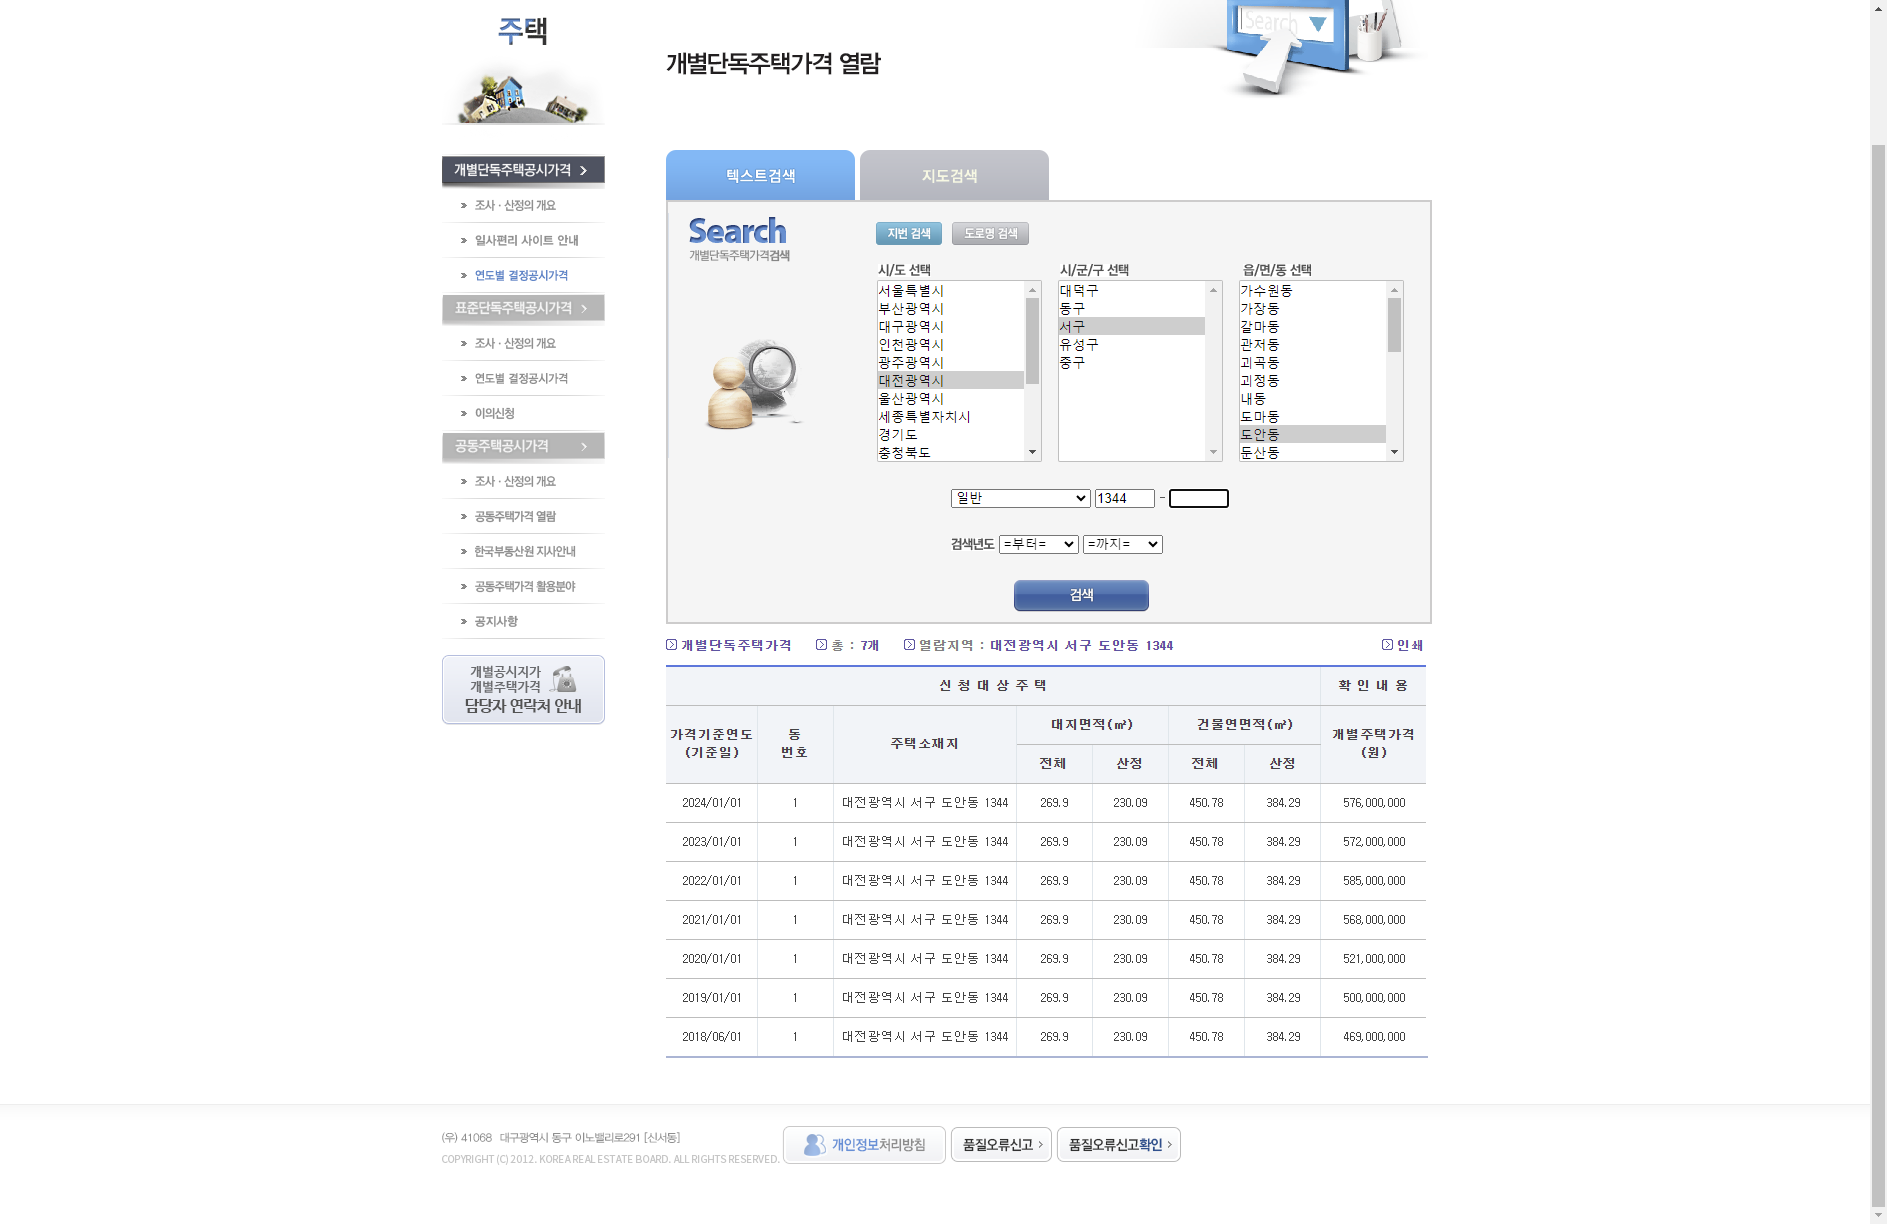 주택
Search
개별단독주택가격 열람
개별단독주택공시가격
조사 · 산정의 개요
일사편리 사이트 안내
연도별 결정공시가격
표준단독주택공시가격
조사 · 산정의 개요
연도별 결정공시가격
이의신청
공동주택공시가격
조사 · 산정의 개요
공동주택가격 열람
한국부동산원 지사안내
공동주택가격 활용분야
공지사항
개별공시지가
개별주택가격
담당자 연락처 안내
텍스트검색 지도검색
Search
개별단독주택가격검색
지번 검색 도로명 검색
시/도 선택 시/군/구 선택 읍/면/동 선택
서울특별시 대덕구 가수원동
부산광역시 동구 가장동
대구광역시 서구 갈마동
인천광역시 유성구 관저동
광주광역시 중구 괴곡동
대전광역시 괴정동
울산광역시 내동
세종특별자치시 도마동
경기도 도안동
충청북도 둔산동
일반 1344 -
검색년도 =부터= =까지=
검색
개별단독주택가격 총 : 7개 열람지역 : 대전광역시 서구 도안동 1344 인쇄
신 청 대 상 주 택 확 인 내 용
가격기준연도 (기준일) 동 번호 주택소재지 대지면적(㎡) 건물연면적(㎡) 개별주택가격 (원)
전체 산정 전체 산정
2024/01/01 1 대전광역시 서구 도안동 1344 269.9 230.09 450.78 384.29 576,000,000
2023/01/01 1 대전광역시 서구 도안동 1344 269.9 230.09 450.78 384.29 572,000,000
2022/01/01 1 대전광역시 서구 도안동 1344 269.9 230.09 450.78 384.29 585,000,000
2021/01/01 1 대전광역시 서구 도안동 1344 269.9 230.09 450.78 384.29 568,000,000
2020/01/01 1 대전광역시 서구 도안동 1344 269.9 230.09 450.78 384.29 521,000,000
2019/01/01 1 대전광역시 서구 도안동 1344 269.9 230.09 450.78 384.29 500,000,000
2018/06/01 1 대전광역시 서구 도안동 1344 269.9 230.09 450.78 384.29 469,000,000
(우) 41068 대구광역시 동구 이노밸리로291 [신서동]
COPYRIGHT (C) 2012. KOREA REAL ESTATE BOARD. ALL RIGHTS RESERVED.
개인정보처리방침 품질오류신고 품질오류신고확인